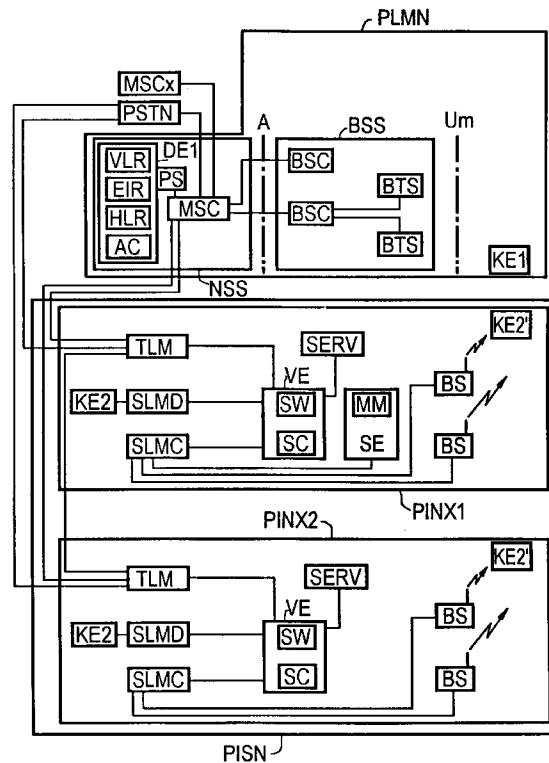 PLMN
MSCx
PSTN
A
BSS
Um
VLR
DE1
BSC
EIR
PS
BTS
HLR
MSC
BSC
AC
BTS
KE1
NSS
KE2'
TLM
SERV
VE
BS
KE2
SLMD
SW
MM
SLMC
SC
SE
BS
PINX1
PINX2
KE2'
TLM
SERV
VE
BS
KE2
SLMD
SW
SLMC
SC
BS
PISN